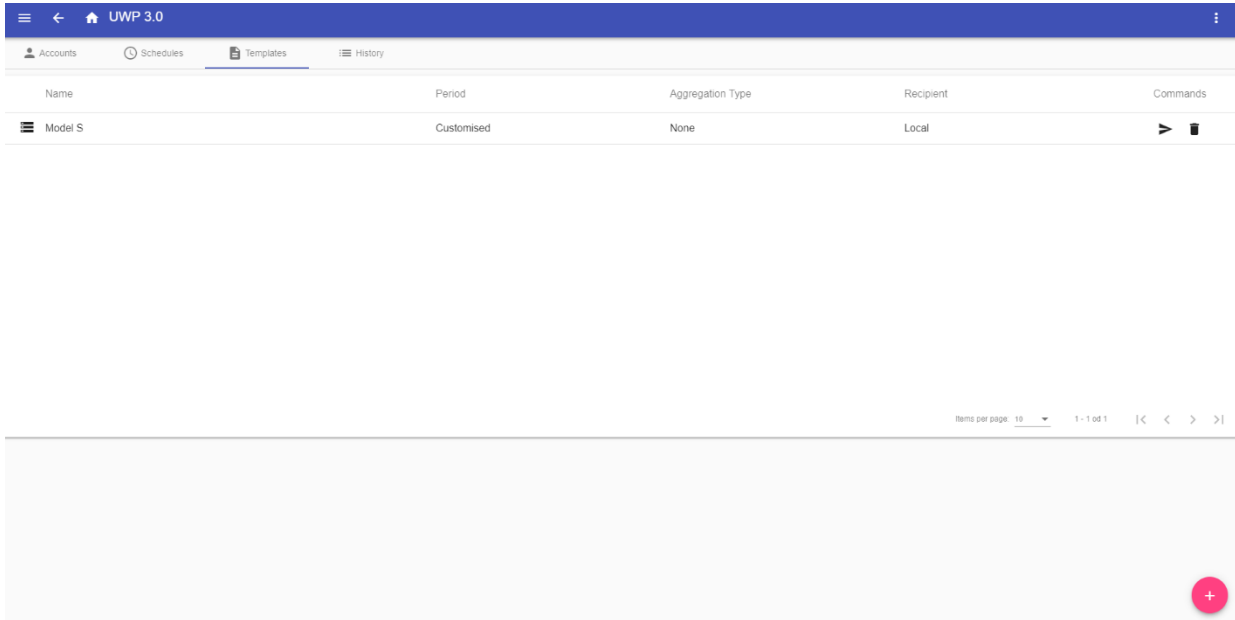 UWP 3.0
Accounts Schedules Templates History
Name Period Aggregation Type Recipient Commands
Model S Customised None Local
Items per page: 10 1 - 1 od 1